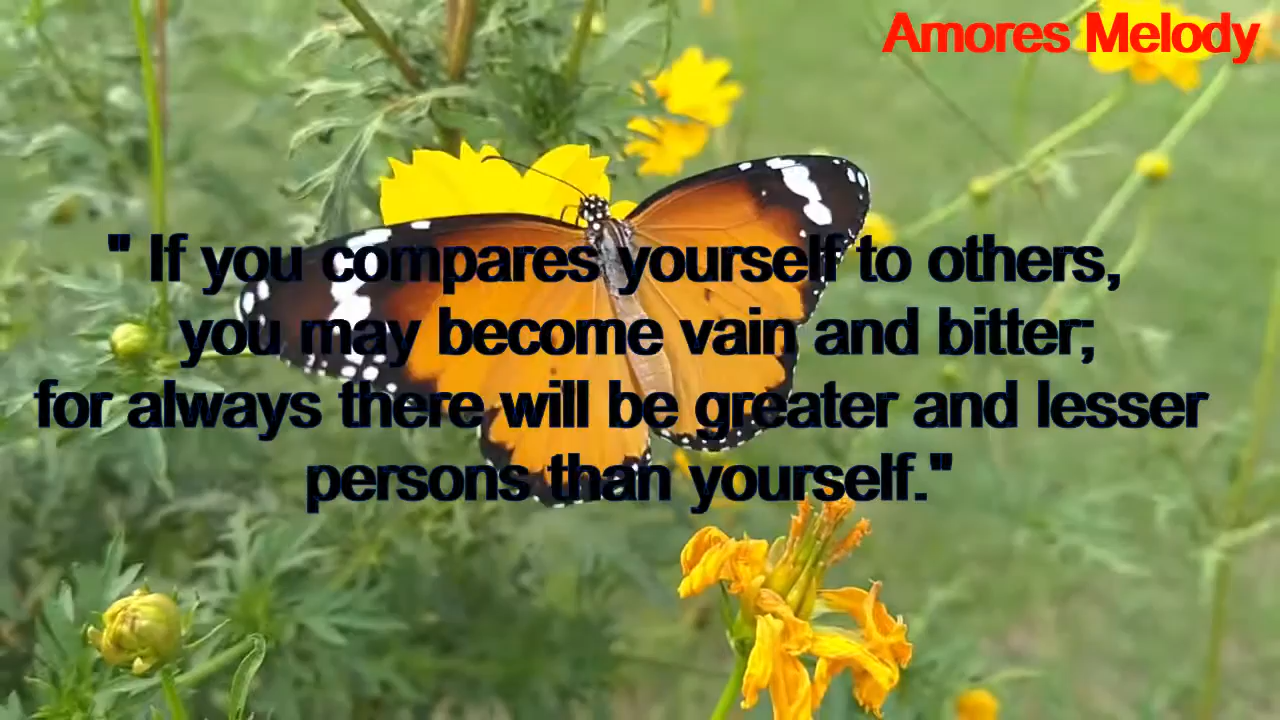 Amores Melody
" If you compares yourself to others,
you may become vain and bitter;
for always there will be greater and lesser
persons than yourself."